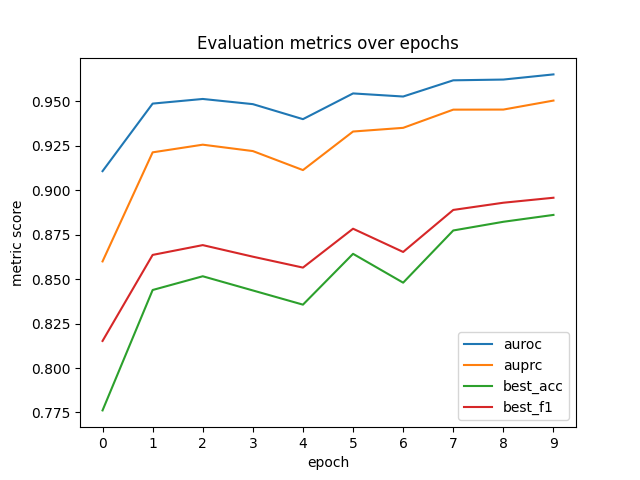 Evaluation metrics over epochs
metric score
0.950
0.925
0.900
0.875
0.850
0.825
0.800
0.775
auroc
auprc
best_acc
best_f1
0 1 2 3 4 5 6 7 8 9
epoch